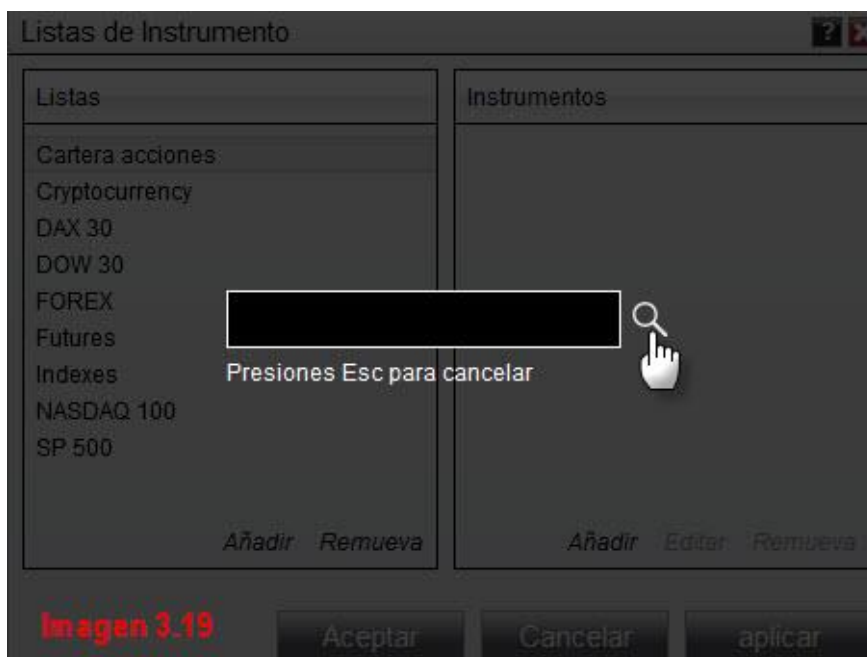 Listas de Instrumento
?
Listas
Instrumentos
Cartera acciones
Cryptocurrency
DAX 30
DOW 30
FOREX
Futures
Indexes
NASDAQ 100
SP 500
Presiones Esc para cancelar
Añadir Remueva
Añadir Editar Remueva
Imagen 3.19
Aceptar
Cancelar
aplicar